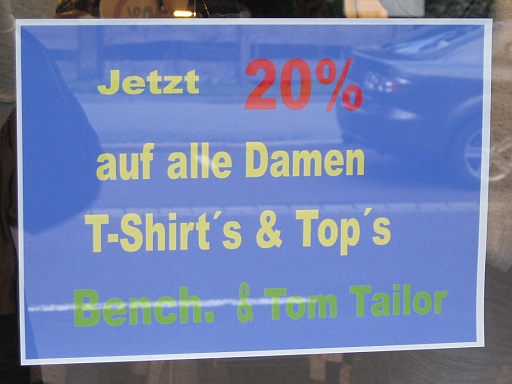 Jetzt 20%
auf alle Damen
T-Shirt´s & Top´s
Bench. & Tom Tailor